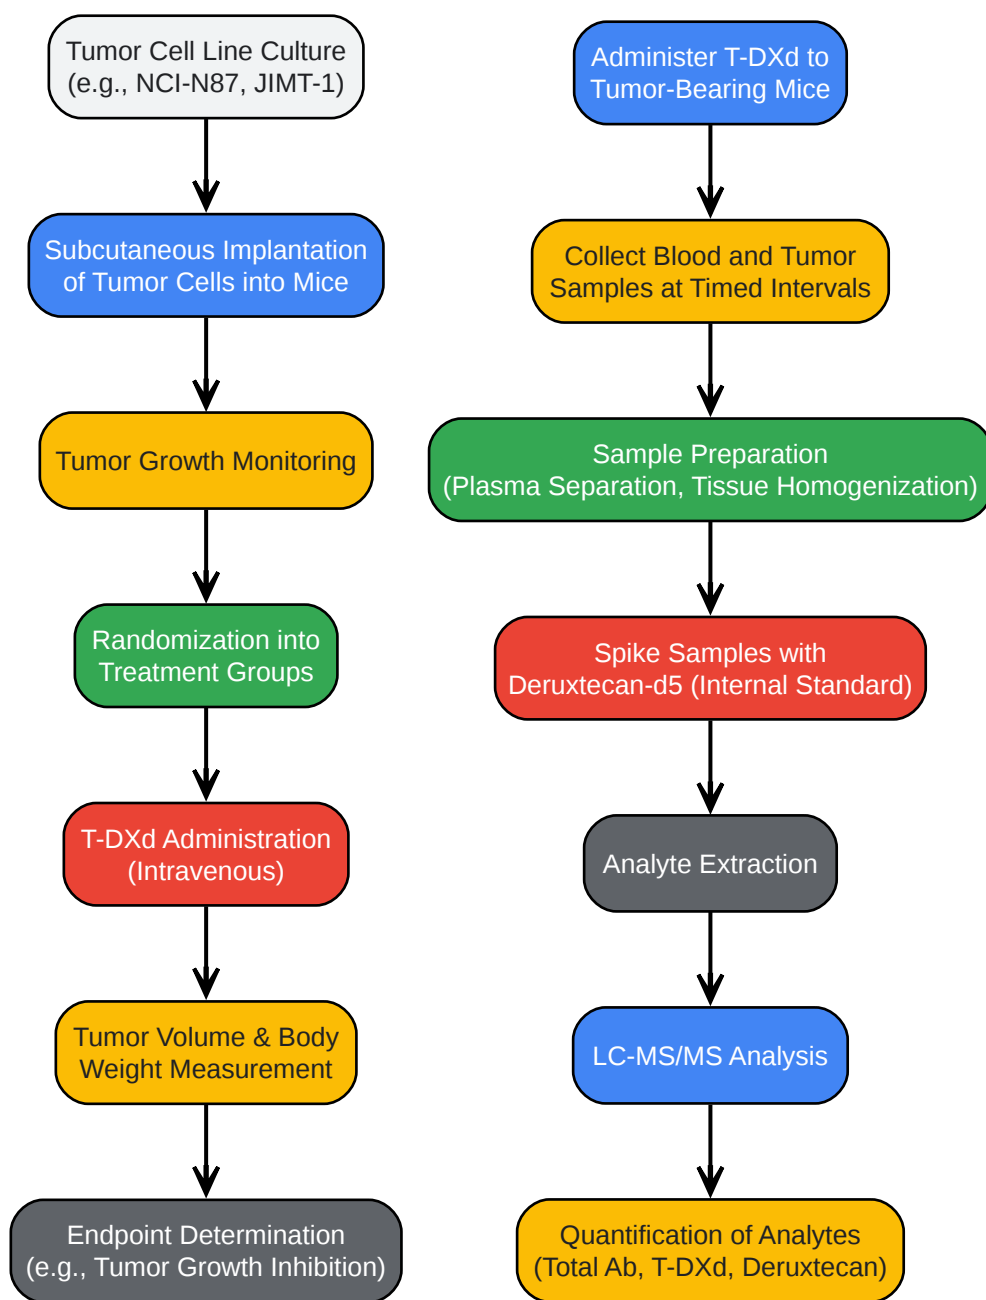 Tumor Cell Line Culture
(e.g., NCI-N87, JIMT-1)
Subcutaneous Implantation
of Tumor Cells into Mice
Tumor Growth Monitoring
Randomization into
Treatment Groups
T-DXd Administration
(Intravenous)
Tumor Volume & Body
Weight Measurement
Endpoint Determination
(e.g., Tumor Growth Inhibition)
Administer T-DXd to
Tumor-Bearing Mice
Collect Blood and Tumor
Samples at Timed Intervals
Sample Preparation
(Plasma Separation, Tissue Homogenization)
Spike Samples with
Deruxtecan-d5 (Internal Standard)
Analyte Extraction
LC-MS/MS Analysis
Quantification of Analytes
(Total Ab, T-DXd, Deruxtecan)